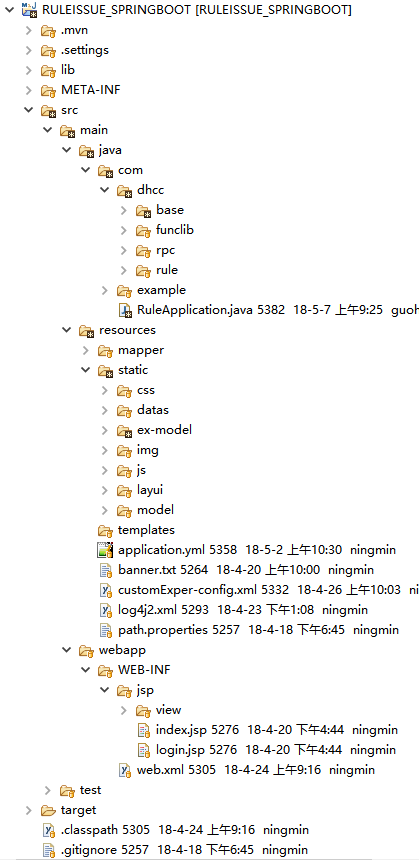 RULEISSUE_SPRINGBOOT [RULEISSUE_SPRINGBOOT]
.mvn
.settings
lib
META-INF
src
main
java
com
dhcc
base
funclib
rpc
rule
example
RuleApplication.java 5382 18-5-7 上午9:25 guoh
resources
mapper
static
css
datas
ex-model
img
js
layui
model
templates
application.yml 5358 18-5-2 上午10:30 ningmin
banner.txt 5264 18-4-20 上午10:00 ningmin
customExper-config.xml 5332 18-4-26 上午10:03 ni
log4j2.xml 5293 18-4-23 下午1:08 ningmin
path.properties 5257 18-4-18 下午6:45 ningmin
webapp
WEB-INF
jsp
view
index.jsp 5276 18-4-20 下午4:44 ningmin
login.jsp 5276 18-4-20 下午4:44 ningmin
web.xml 5305 18-4-24 上午9:16 ningmin
test
target
.classpath 5305 18-4-24 上午9:16 ningmin
.gitignore 5257 18-4-18 下午6:45 ningmin